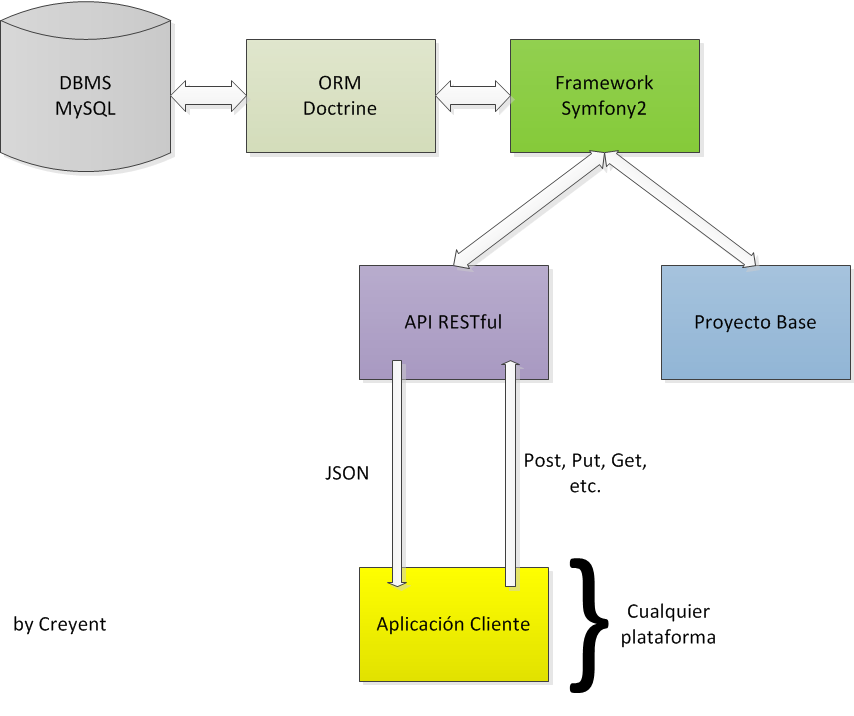 DBMS
MySQL
ORM
Doctrine
Framework
Symfony2
API RESTful
Proyecto Base
JSON
Post, Put, Get,
etc.
Aplicación Cliente
Cualquier
plataforma
by Creyent